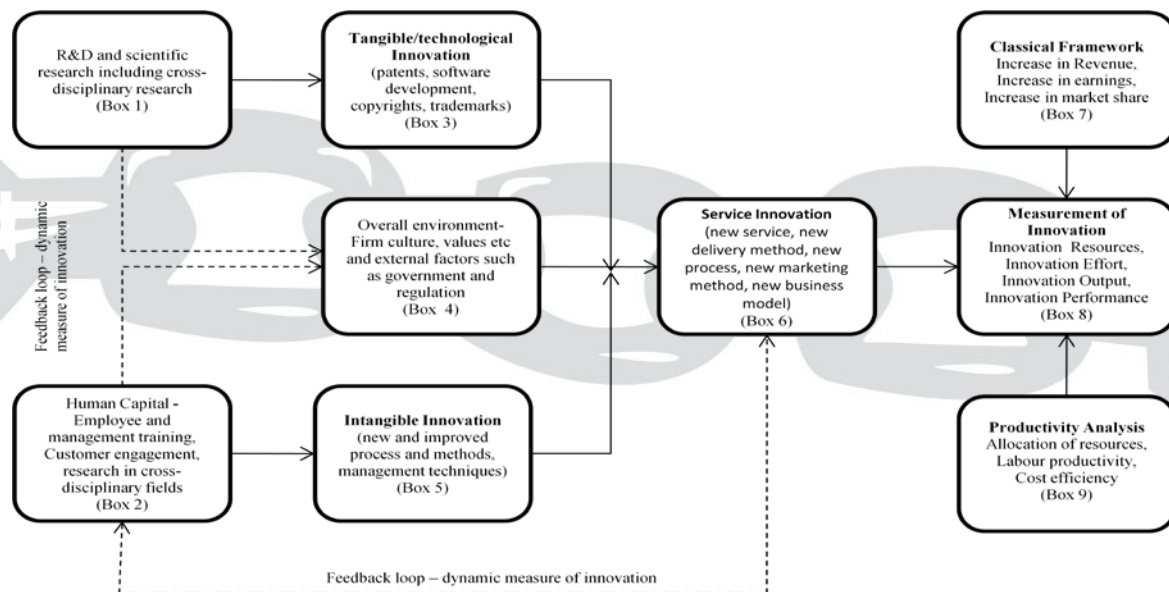 R&D and scientific
research including cross-
disciplinary research
(Box 1)
Tangible/technological
Innovation
(patents, software
development,
copyrights, trademarks)
(Box 3)
Classical Framework
Increase in Revenue,
Increase in earnings,
Increase in market share
(Box 7)
Feedback loop – dynamic
measure of innovation
Overall environment-
Firm culture, values etc
and external factors such
as government and
regulation
(Box 4)
Service Innovation
(new service, new
delivery method, new
process, new marketing
method, new business
model)
(Box 6)
Measurement of
Innovation
Innovation Resources,
Innovation Effort,
Innovation Output,
Innovation Performance
(Box 8)
Human Capital -
Employee and
management training,
Customer engagement,
research in cross-
disciplinary fields
(Box 2)
Intangible Innovation
(new and improved
process and methods,
management techniques)
(Box 5)
Productivity Analysis
Allocation of resources,
Labour productivity,
Cost efficiency
(Box 9)
Feedback loop – dynamic measure of innovation